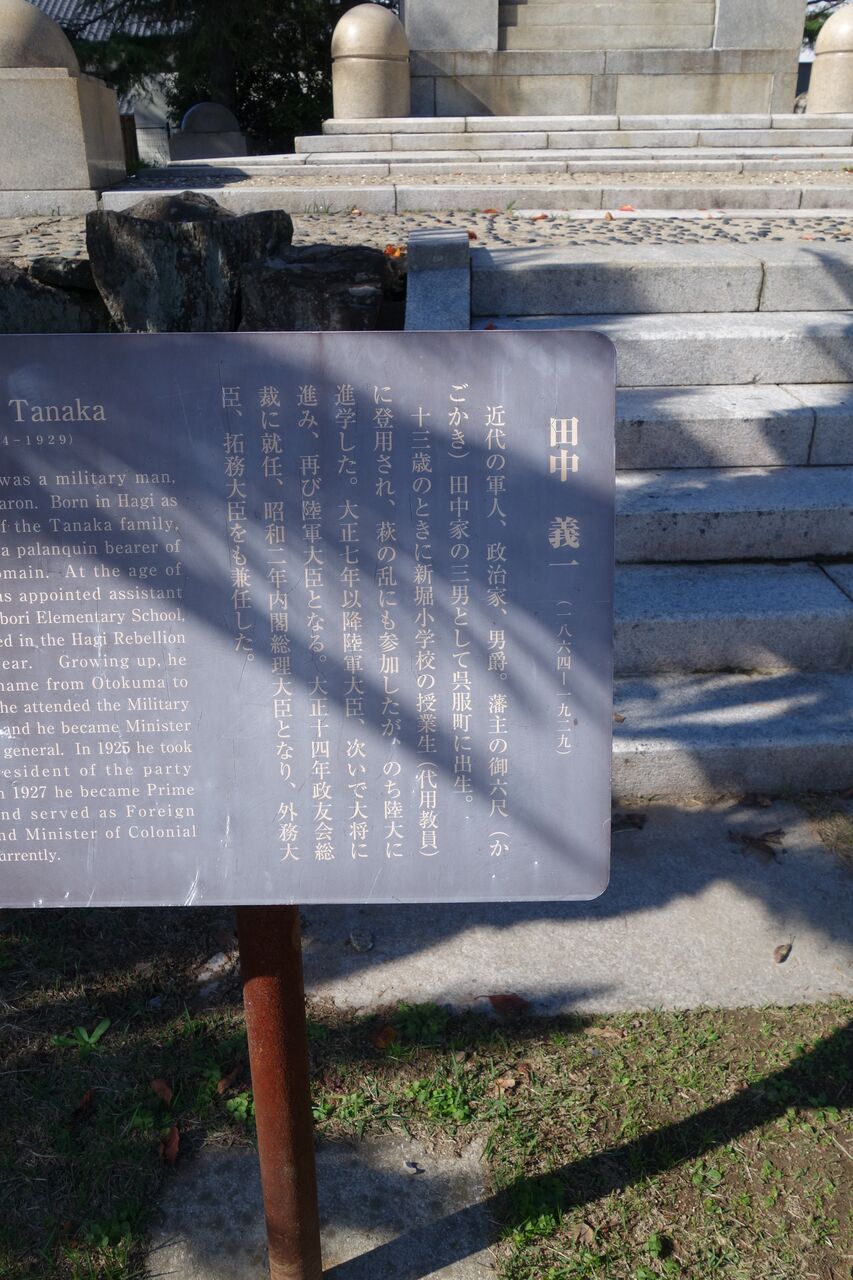 田中 義一 (一八六四ー一九二九)
近代の軍人、政治家、男爵。藩主の御六尺（か
ごかき）田中家の三男として呉服町に出生。
十三歳のときに新堀小学校の授業生（代用教員）
に登用され、萩の乱にも参加したが、のち陸大に
進学した。大正七年以降陸軍大臣、次いで大将に
進み、再び陸軍大臣となる。大正十四年政友会総
裁に就任、昭和二年内閣総理大臣となり、外務大
臣、拓務大臣をも兼任した。
Tanaka
4-1929)
was a military man,
aron. Born in Hagi as
f the Tanaka family,
a palanquin bearer of
omain. At the age of
as appointed assistant
bori Elementary School,
ed in the Hagi Rebellion
ear. Growing up, he
name from Otokuma to
he attended the Military
and he became Minister
general. In 1925 he took
resident of the party
n 1927 he became Prime
nd served as Foreign
nd Minister of Colonial
urrently.